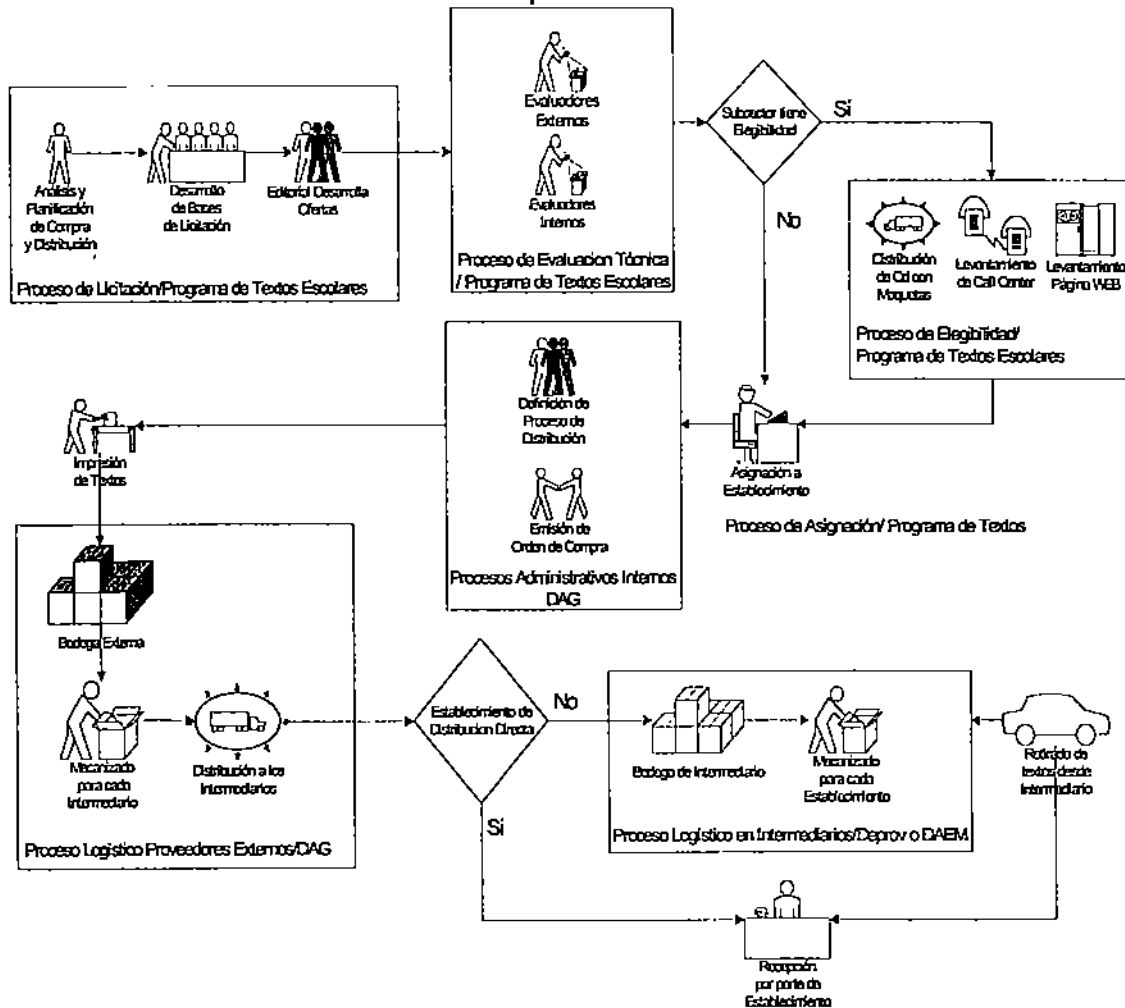 Análisis y
Planificación
de Compra
y Distribución
Desarrollo
de Bases
de Licitación
Editorial Desarrolla
Ofertas
Proceso de Licitación/Programa de Textos Escolares
Evaluadores
Externos
Evaluadores
Internos
Proceso de Evaluacion Técnica
/ Programa de Textos Escolares
Subsector tiene
Elegibilidad
Sí
No
Distribución
de Cd con
Maquetas
Levantamiento
de Call Center
Levantamiento
Página WEB
Proceso de Elegibilidad/
Programa de Textos Escolares
Definición de
Proceso de
Distribución
Emisión de
Orden de Compra
Procesos Administrativos Internos
DAG
Asignación a
Establecimiento
Proceso de Asignación/ Programa de Textos
Impresión
de Textos
Bodega Externa
Mecanizado
para cada
Intermediario
Distribución a los
Intermediarios
Proceso Logístico Proveedores Externos/DAG
Establecimiento de
Distribucion Directa
No
Sí
Bodega de Intermediario
Mecanizado
para cada
Establecimiento
Proceso Logístico en Intermediarios/Deprov o DAEM
Retirado de
textos desde
Intermediario
Recepción
por parte de
Establecimiento